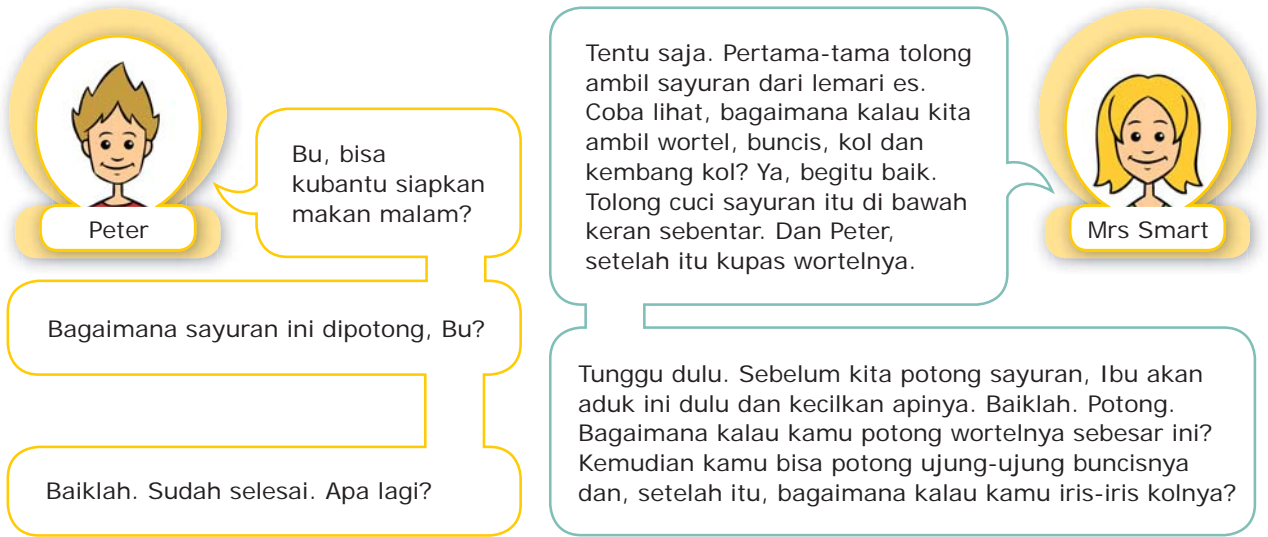 Peter
Bu, bisa
kubantu siapkan
makan malam?
Tentu saja. Pertama-tama tolong
ambil sayuran dari lemari es.
Coba lihat, bagaimana kalau kita
ambil wortel, buncis, kol dan
kembang kol? Ya, begitu baik.
Tolong cuci sayuran itu di bawah
keran sebentar. Dan Peter,
setelah itu kupas wortelnya.
Mrs Smart
Bagaimana sayuran ini dipotong, Bu?
Tunggu dulu. Sebelum kita potong sayuran, Ibu akan
aduk ini dulu dan kecilkan apinya. Baiklah. Potong.
Bagaimana kalau kamu potong wortelnya sebesar ini?
Kemudian kamu bisa potong ujung-ujung buncisnya
dan, setelah itu, bagaimana kalau kamu iris-iris kolnya?
Baiklah. Sudah selesai. Apa lagi?